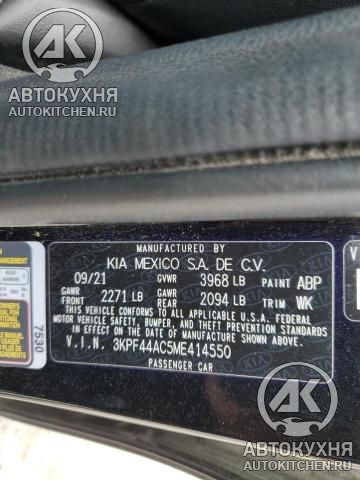 АК
АВТОКУХНЯ
AUTOKITCHEN.RU
MANUFACTURED BY
KIA MEXICO S.A. DE C.V.
09/21 GVWR 3968 LB PAINT ABP
GAWR FRONT 2271 LB GAWR REAR 2094 LB TRIM WK
THIS VEHICLE CONFORMS TO ALL APPLICABLE
U.S. FEDERAL MOTOR VEHICLE SAFETY,
BUMPER, AND THEFT PREVENTION
STANDARDS IN EFFECT ON THE DATE OF
MANUFACTURE SHOWN ABOVE.
V.I.N. 3KPF44AC5ME414550
PASSENGER CAR
7530
АК
АВТОКУХНЯ
AUTOKITCHEN.RU